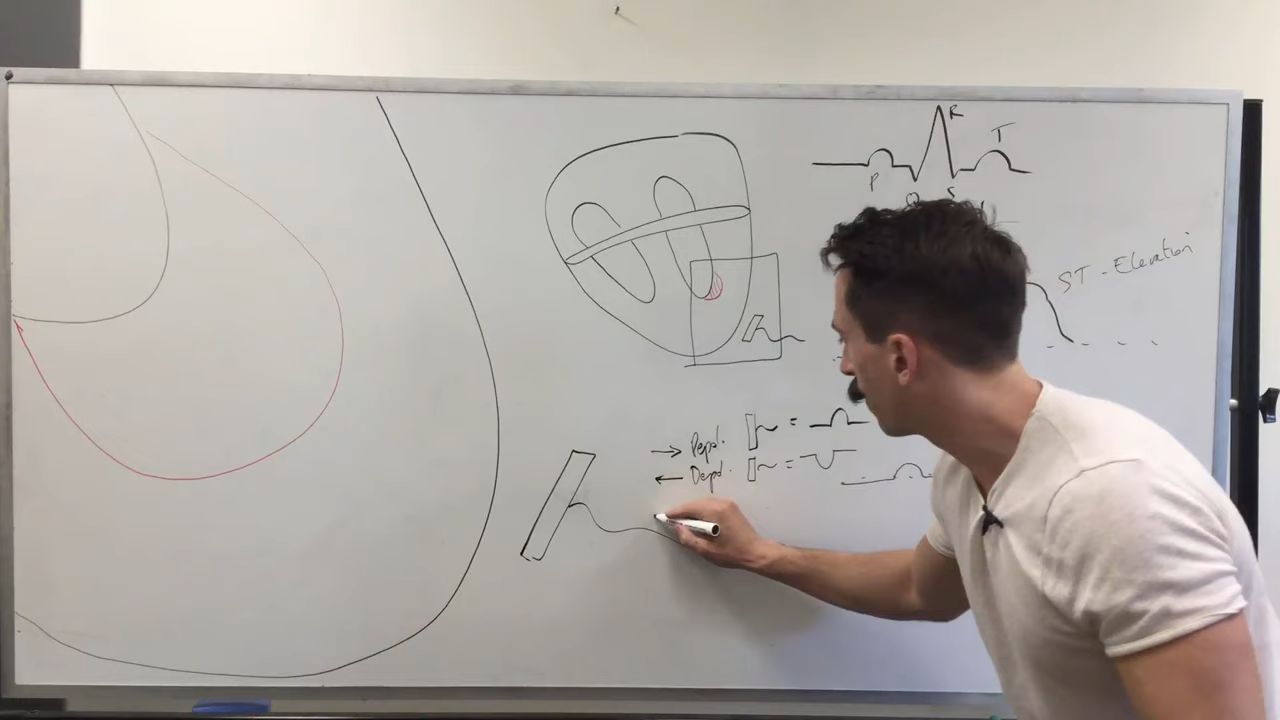 R
T
P
Q S
ST - Elevation
→ Repol. =
← Depol. =